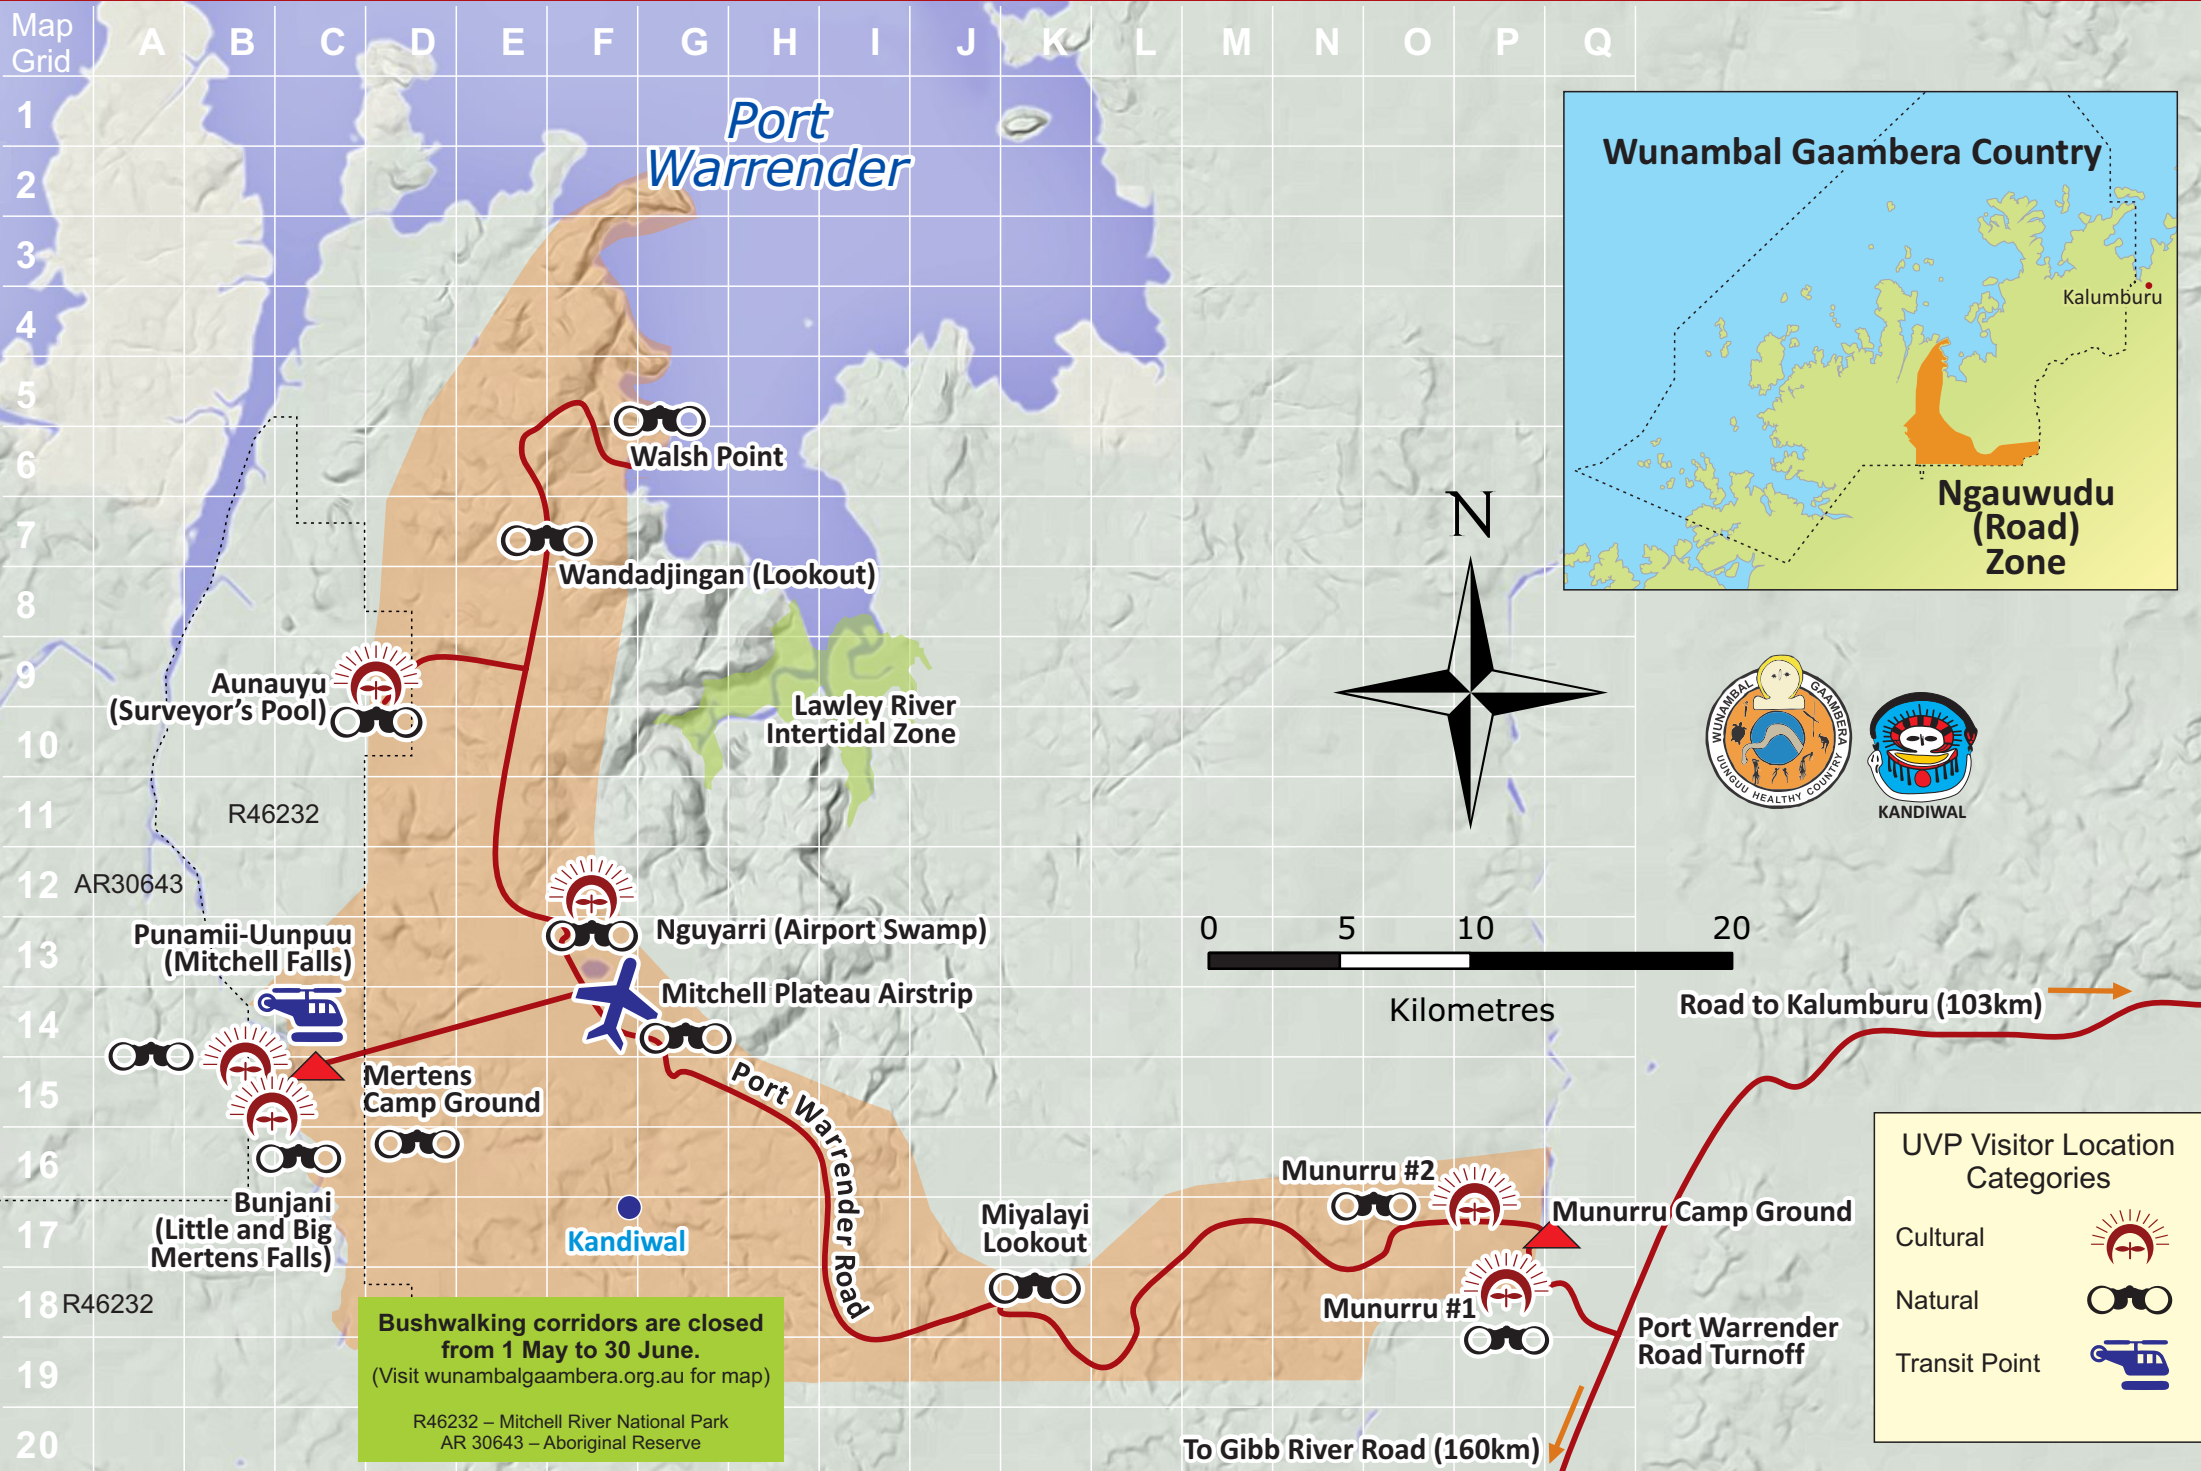 Map
Grid
A B C D E F G H I J K L M N O P Q
1
2
3
4
5
6
7
8
9
10
11
12
13
14
15
16
17
18
19
20
Port
Warrender
Wunambal Gaambera Country
Kalumburu
Ngauwudu
(Road)
Zone
Walsh Point
N
Wandadjingan (Lookout)
Aunauyu
(Surveyor's Pool)
Lawley River
Intertidal Zone
WUNAMBAL GAAMBERA
UUNGUU HEALTHY COUNTRY
KANDIWAL
R46232
AR30643
Punamii-Uunpuu
(Mitchell Falls)
Nguyarri (Airport Swamp)
0 5 10 20
Kilometres
Mitchell Plateau Airstrip
Road to Kalumburu (103km)
Mertens
Camp Ground
Port Warrender Road
Bunjani
(Little and Big
Mertens Falls)
Kandiwal
Miyalayi
Lookout
Munurru #2
Munurru Camp Ground
Munurru #1
Port Warrender
Road Turnoff
R46232
Bushwalking corridors are closed
from 1 May to 30 June.
(Visit wunambalgaambera.org.au for map)
R46232 – Mitchell River National Park
AR 30643 – Aboriginal Reserve
To Gibb River Road (160km)
UVP Visitor Location
Categories
Cultural
Natural
Transit Point